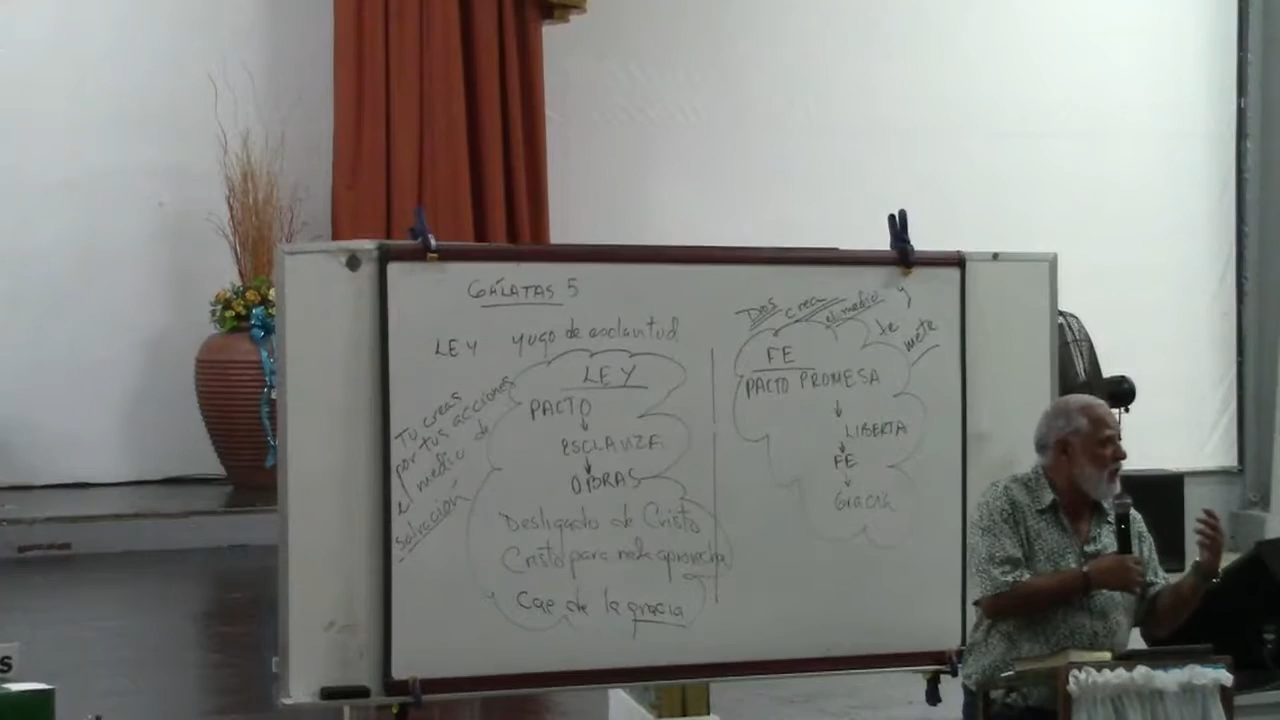 GÁLATAS 5
LEY yugo de esclavitud
LEY
PACTO
ESCLAVIZA
OBRAS
Desligado de Cristo
Cristo para nada aprovecha
Cae de la gracia
Tu creas
por tus acciones
el medio de
salvación
Dios crea el medio y
te mete
FE
PACTO PROMESA
LIBERTA
FE
Gracia
S